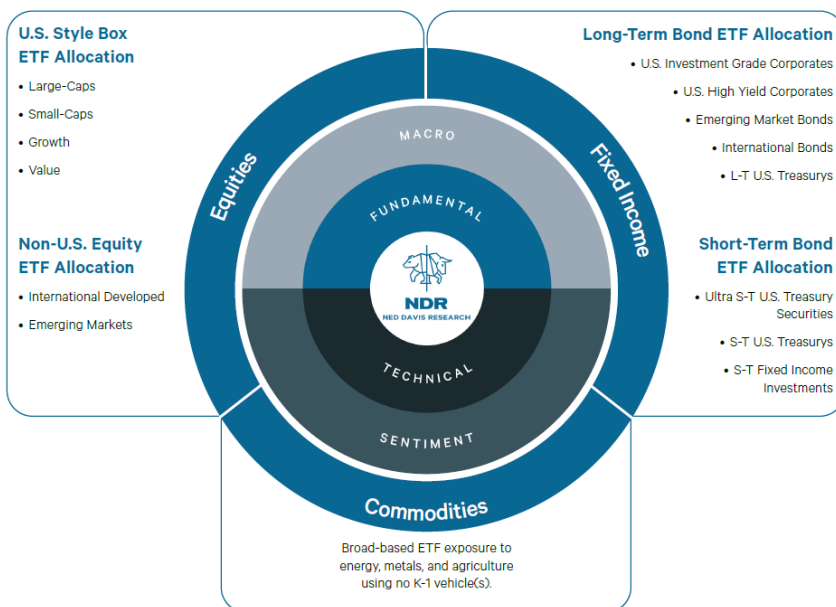 U.S. Style Box
ETF Allocation
• Large-Caps
• Small-Caps
• Growth
• Value
Non-U.S. Equity
ETF Allocation
• International Developed
• Emerging Markets
Long-Term Bond ETF Allocation
• U.S. Investment Grade Corporates
• U.S. High Yield Corporates
• Emerging Market Bonds
• International Bonds
• L-T U.S. Treasurys
Short-Term Bond
ETF Allocation
• Ultra S-T U.S. Treasury
Securities
• S-T U.S. Treasurys
• S-T Fixed Income
Investments
Equities
Fixed Income
MACRO
FUNDAMENTAL
NDR
NED DAVIS RESEARCH
TECHNICAL
SENTIMENT
Commodities
Broad-based ETF exposure to
energy, metals, and agriculture
using no K-1 vehicle(s).